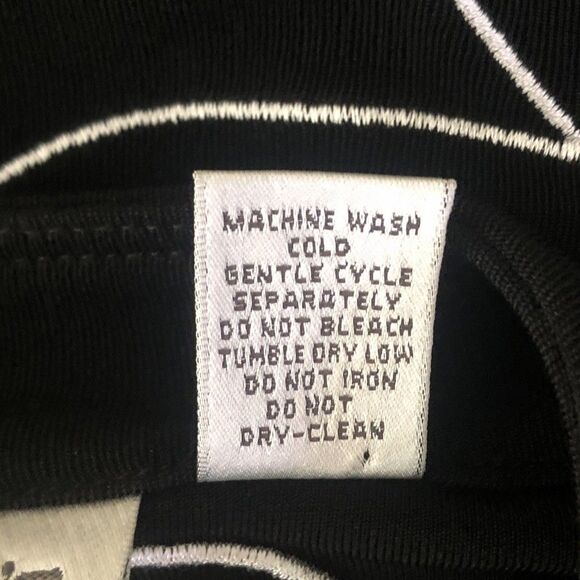 MACHINE WASH
COLD
GENTLE CYCLE
SEPARATELY
DO NOT BLEACH
TUMBLE DRY LOW
DO NOT IRON
DO NOT
DRY-CLEAN